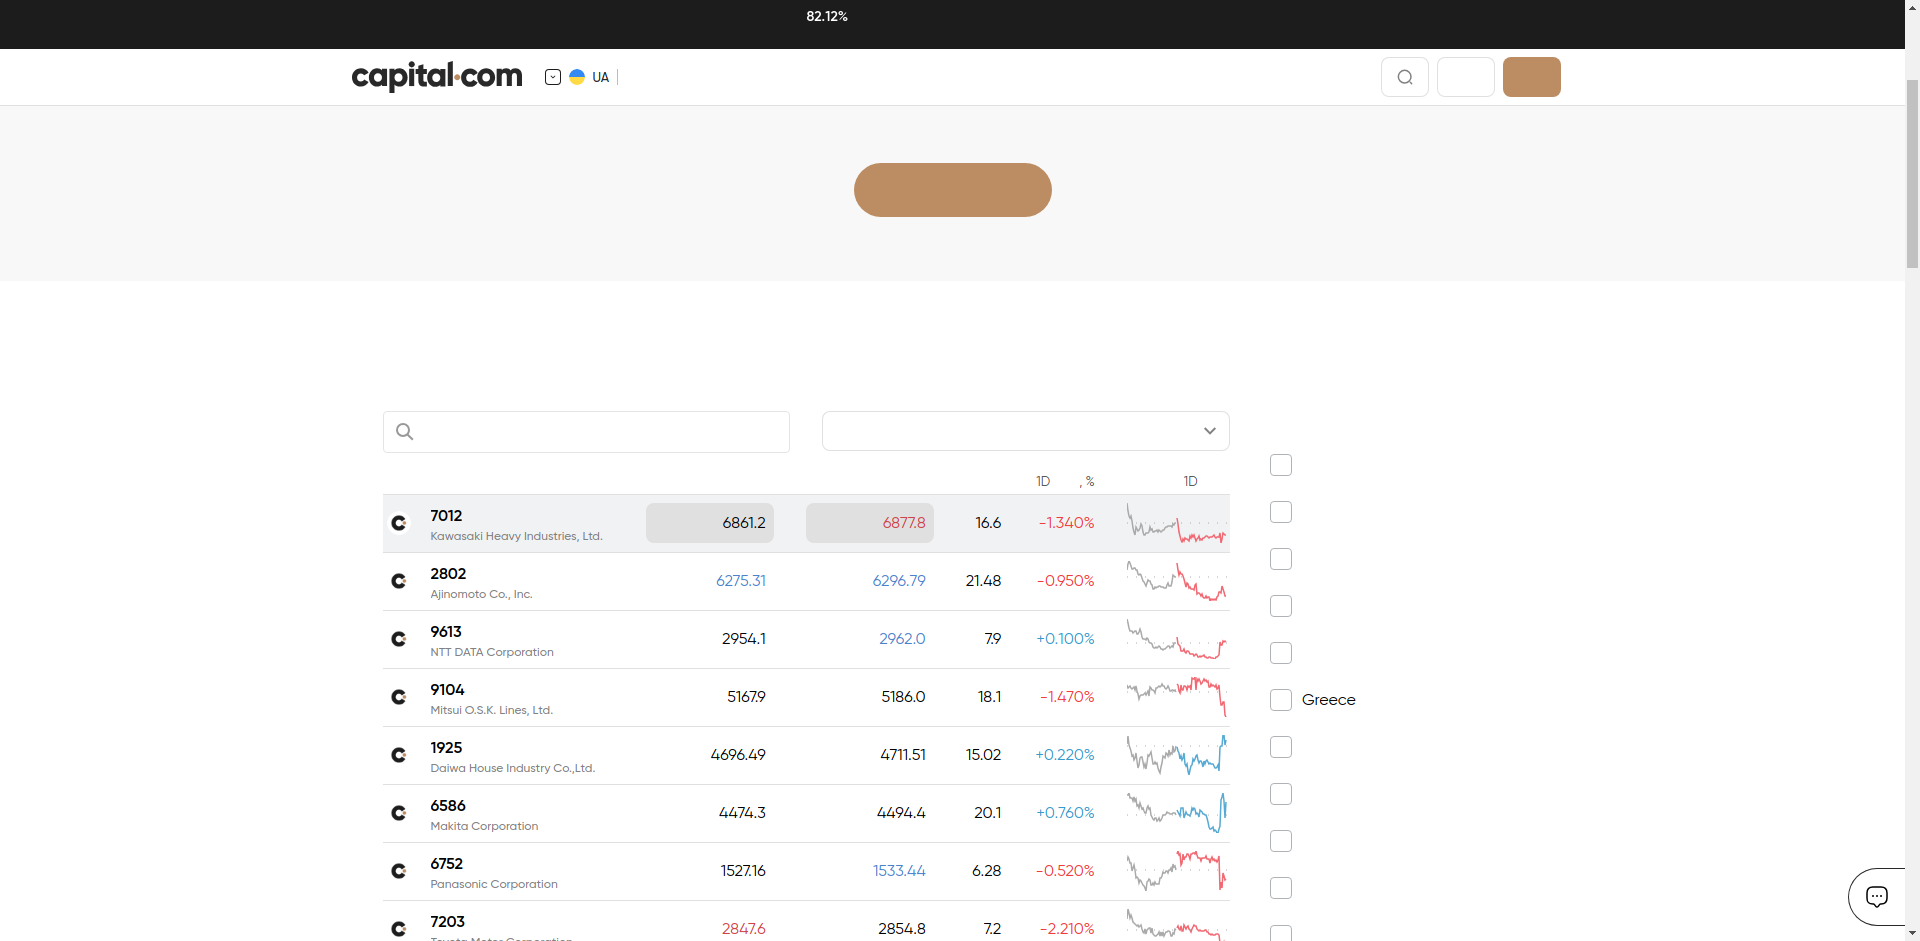 82.12%
capital.com
UA
1D , % 1D
7012 6861.2 6877.8 16.6 -1.340%
Kawasaki Heavy Industries, Ltd.
2802 6275.31 6296.79 21.48 -0.950%
Ajinomoto Co., Inc.
9613 2954.1 2962.0 7.9 +0.100%
NTT DATA Corporation
9104 5167.9 5186.0 18.1 -1.470%
Mitsui O.S.K. Lines, Ltd.
Greece
1925 4696.49 4711.51 15.02 +0.220%
Daiwa House Industry Co.,Ltd.
6586 4474.3 4494.4 20.1 +0.760%
Makita Corporation
6752 1527.16 1533.44 6.28 -0.520%
Panasonic Corporation
7203 2847.6 2854.8 7.2 -2.210%
Toyota Motor Corporation